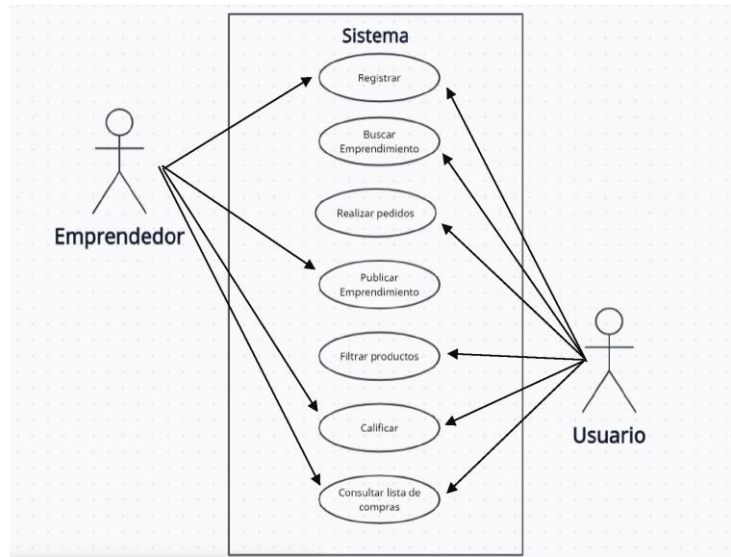 Sistema
Registrar
Buscar
Emprendimiento
Realizar pedidos
Emprendedor
Publicar
Emprendimiento
Filtrar productos
Calificar
Usuario
Consultar lista de
compras